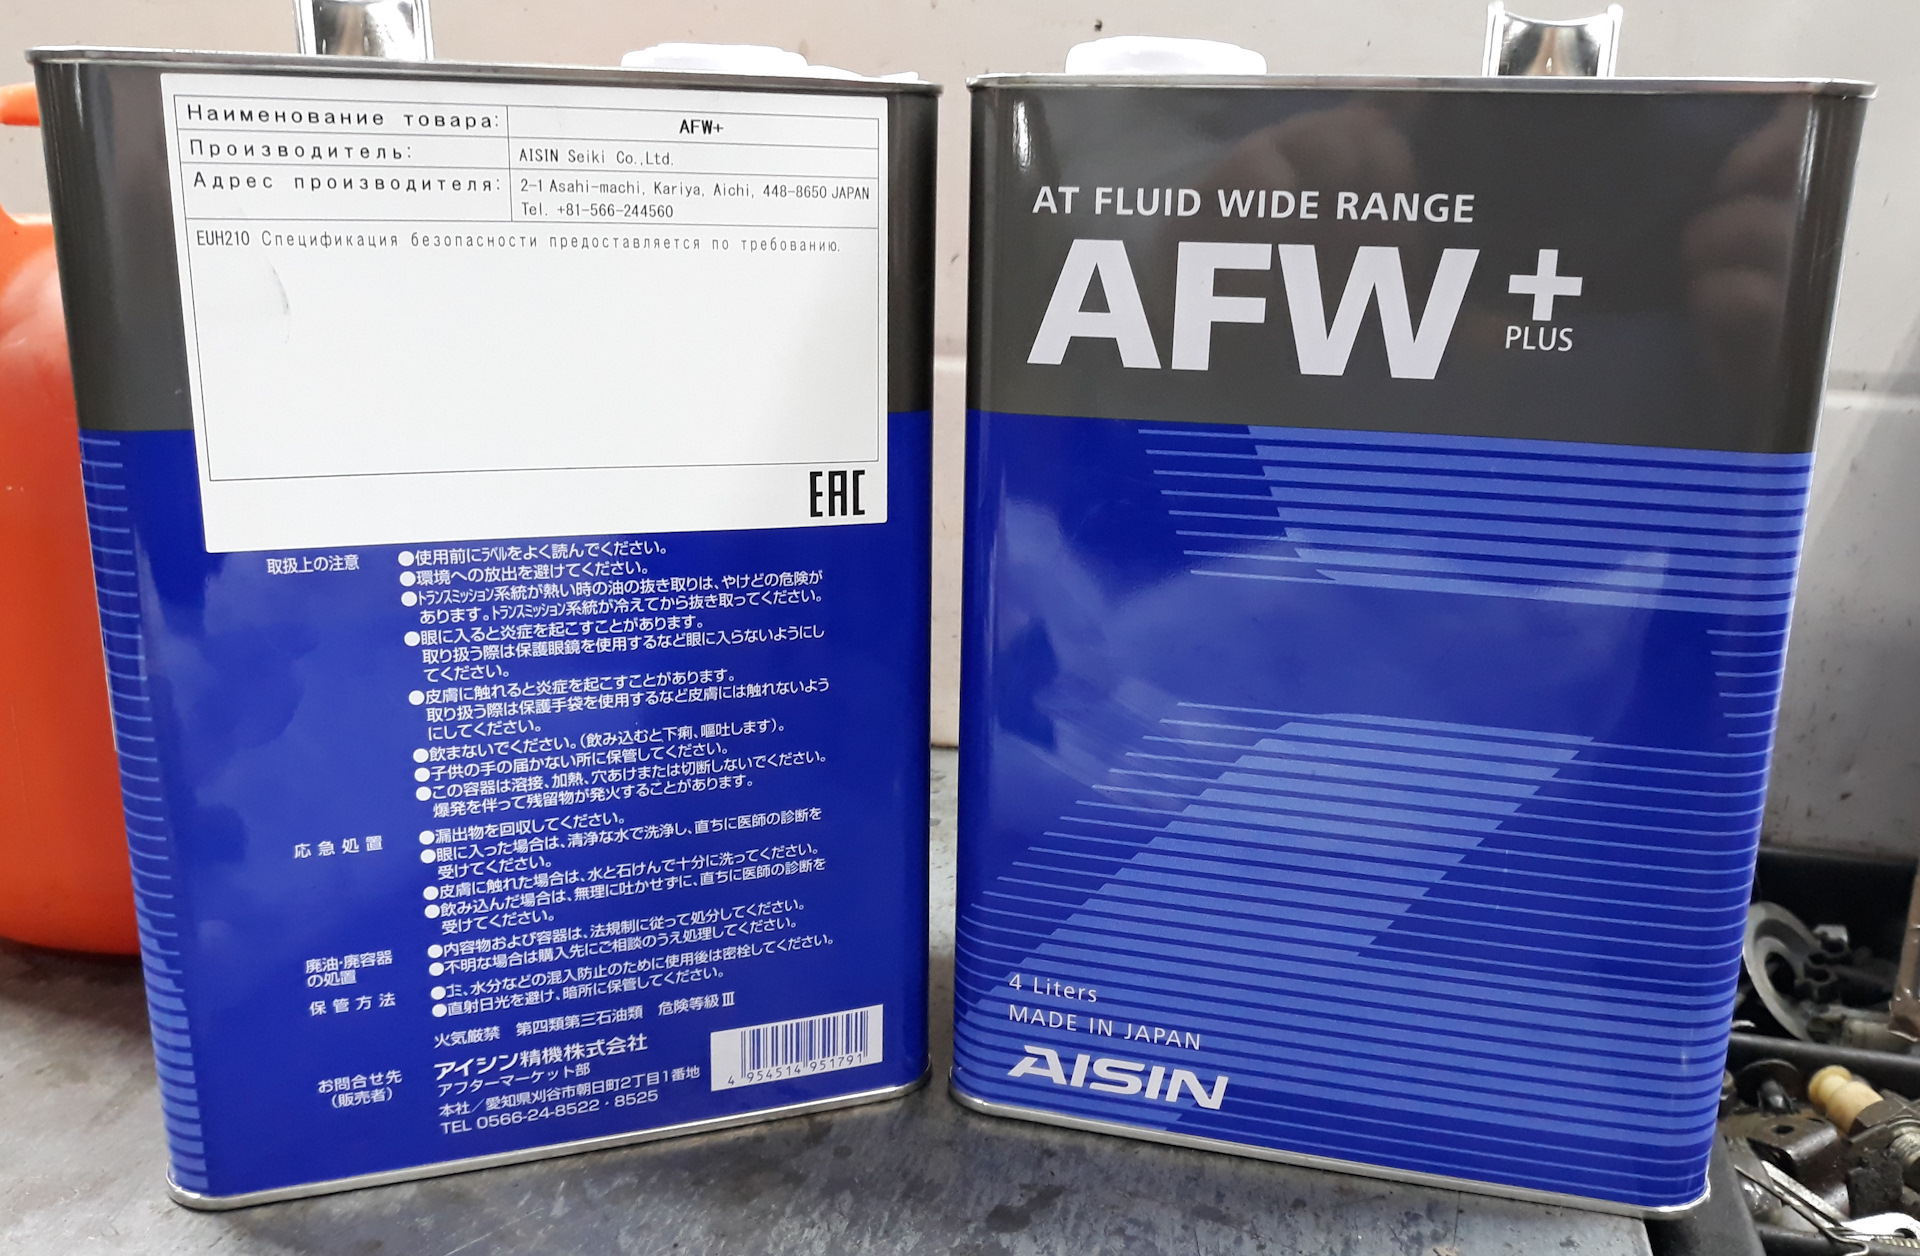 Наименование товара: AFW+
Производитель: AISIN Seiki Co.,Ltd.
Адрес производителя: 2-1 Asahi-machi, Kariya, Aichi, 448-8650 JAPAN
Tel. +81-566-244560
EUH210 Спецификация безопасности предоставляется по требованию.
EAC
取扱上の注意
●使用前にラベルをよく読んでください。
●環境への放出を避けてください。
●トランスミッション系統が熱い時の油の抜き取りは、やけどの危険が
あります。トランスミッション系統が冷えてから抜き取ってください。
●眼に入ると炎症を起こすことがあります。
取り扱う際は保護眼鏡を使用するなど眼に入らないようにし
てください。
●皮膚に触れると炎症を起こすことがあります。
取り扱う際は保護手袋を使用するなど皮膚には触れないよう
にしてください。
●飲まないでください。(飲み込むと下痢、嘔吐します)。
●子供の手の届かない所に保管してください。
●この容器は溶接、加熱、穴あけまたは切断しないでください。
爆発を伴って残留物が発火することがあります。
応急処置
●漏出物を回収してください。
●眼に入った場合は、清浄な水で洗浄し、直ちに医師の診断を
受けてください。
●皮膚に触れた場合は、水と石けんで十分に洗ってください。
●飲み込んだ場合は、無理に吐かせずに、直ちに医師の診断を
受けてください。
廃油・廃容器
の処置
●内容物および容器は、法規制に従って処分してください。
●不明な場合は購入先にご相談のうえ処理してください。
保管方法
●ゴミ、水分などの混入防止のために使用後は密栓してください。
●直射日光を避け、暗所に保管してください。
火気厳禁 第四類第三石油類 危険等級Ⅲ
お問合せ先
(販売者)
アイシン精機株式会社
アフターマーケット部
本社/愛知県刈谷市朝日町2丁目1番地
TEL 0566-24-8522・8525
4 954514 951791
AT FLUID WIDE RANGE
AFW+
PLUS
4 Liters
MADE IN JAPAN
AISIN